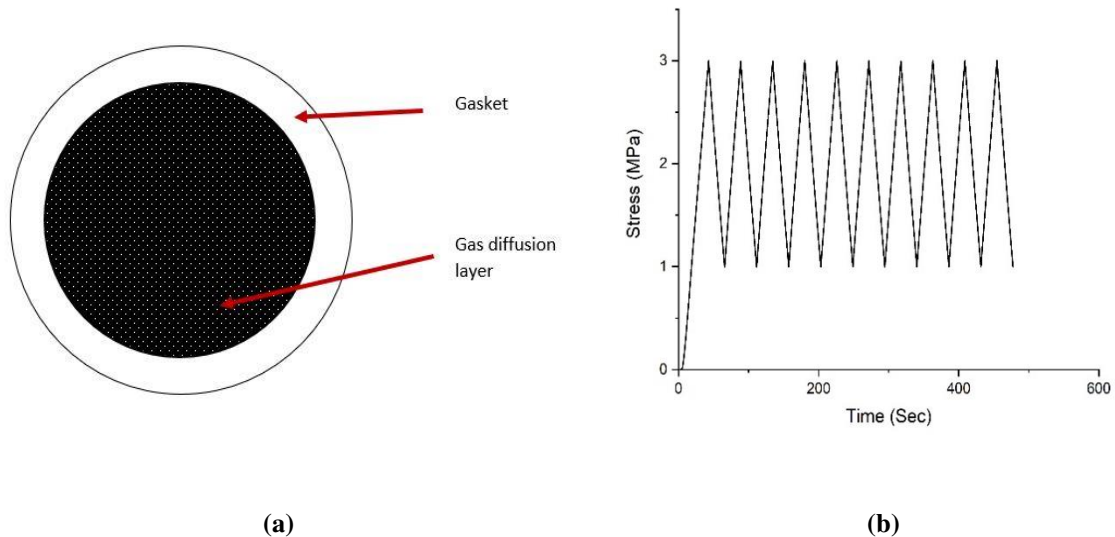 Gasket
Gas diffusion
layer
Stress (MPa)
3
2
1
0
0
200
400
600
Time (Sec)
(a)
(b)